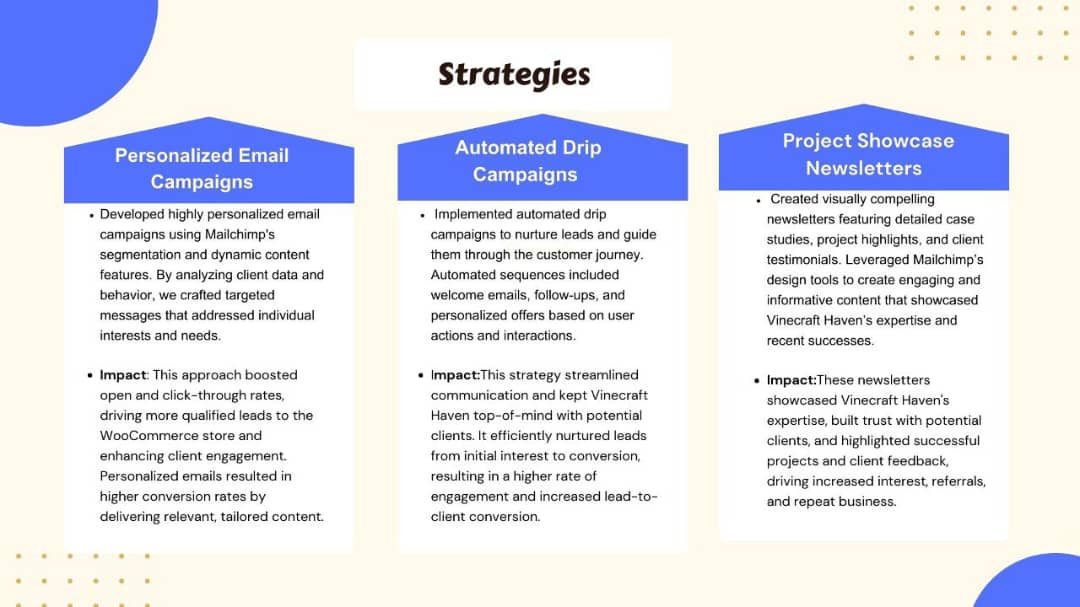 Strategies
Personalized Email
Campaigns
• Developed highly personalized email
campaigns using Mailchimp's
segmentation and dynamic content
features. By analyzing client data and
behavior, we crafted targeted
messages that addressed individual
interests and needs.
• Impact: This approach boosted
open and click-through rates,
driving more qualified leads to the
WooCommerce store and
enhancing client engagement.
Personalized emails resulted in
higher conversion rates by
delivering relevant, tailored content.
Automated Drip
Campaigns
• Implemented automated drip
campaigns to nurture leads and guide
them through the customer journey.
Automated sequences included
welcome emails, follow-ups, and
personalized offers based on user
actions and interactions.
• Impact:This strategy streamlined
communication and kept Vinecraft
Haven top-of-mind with potential
clients. It efficiently nurtured leads
from initial interest to conversion,
resulting in a higher rate of
engagement and increased lead-to-
client conversion.
Project Showcase
Newsletters
• Created visually compelling
newsletters featuring detailed case
studies, project highlights, and client
testimonials. Leveraged Mailchimp's
design tools to create engaging and
informative content that showcased
Vinecraft Haven's expertise and
recent successes.
• Impact:These newsletters
showcased Vinecraft Haven's
expertise, built trust with potential
clients, and highlighted successful
projects and client feedback,
driving increased interest, referrals,
and repeat business.